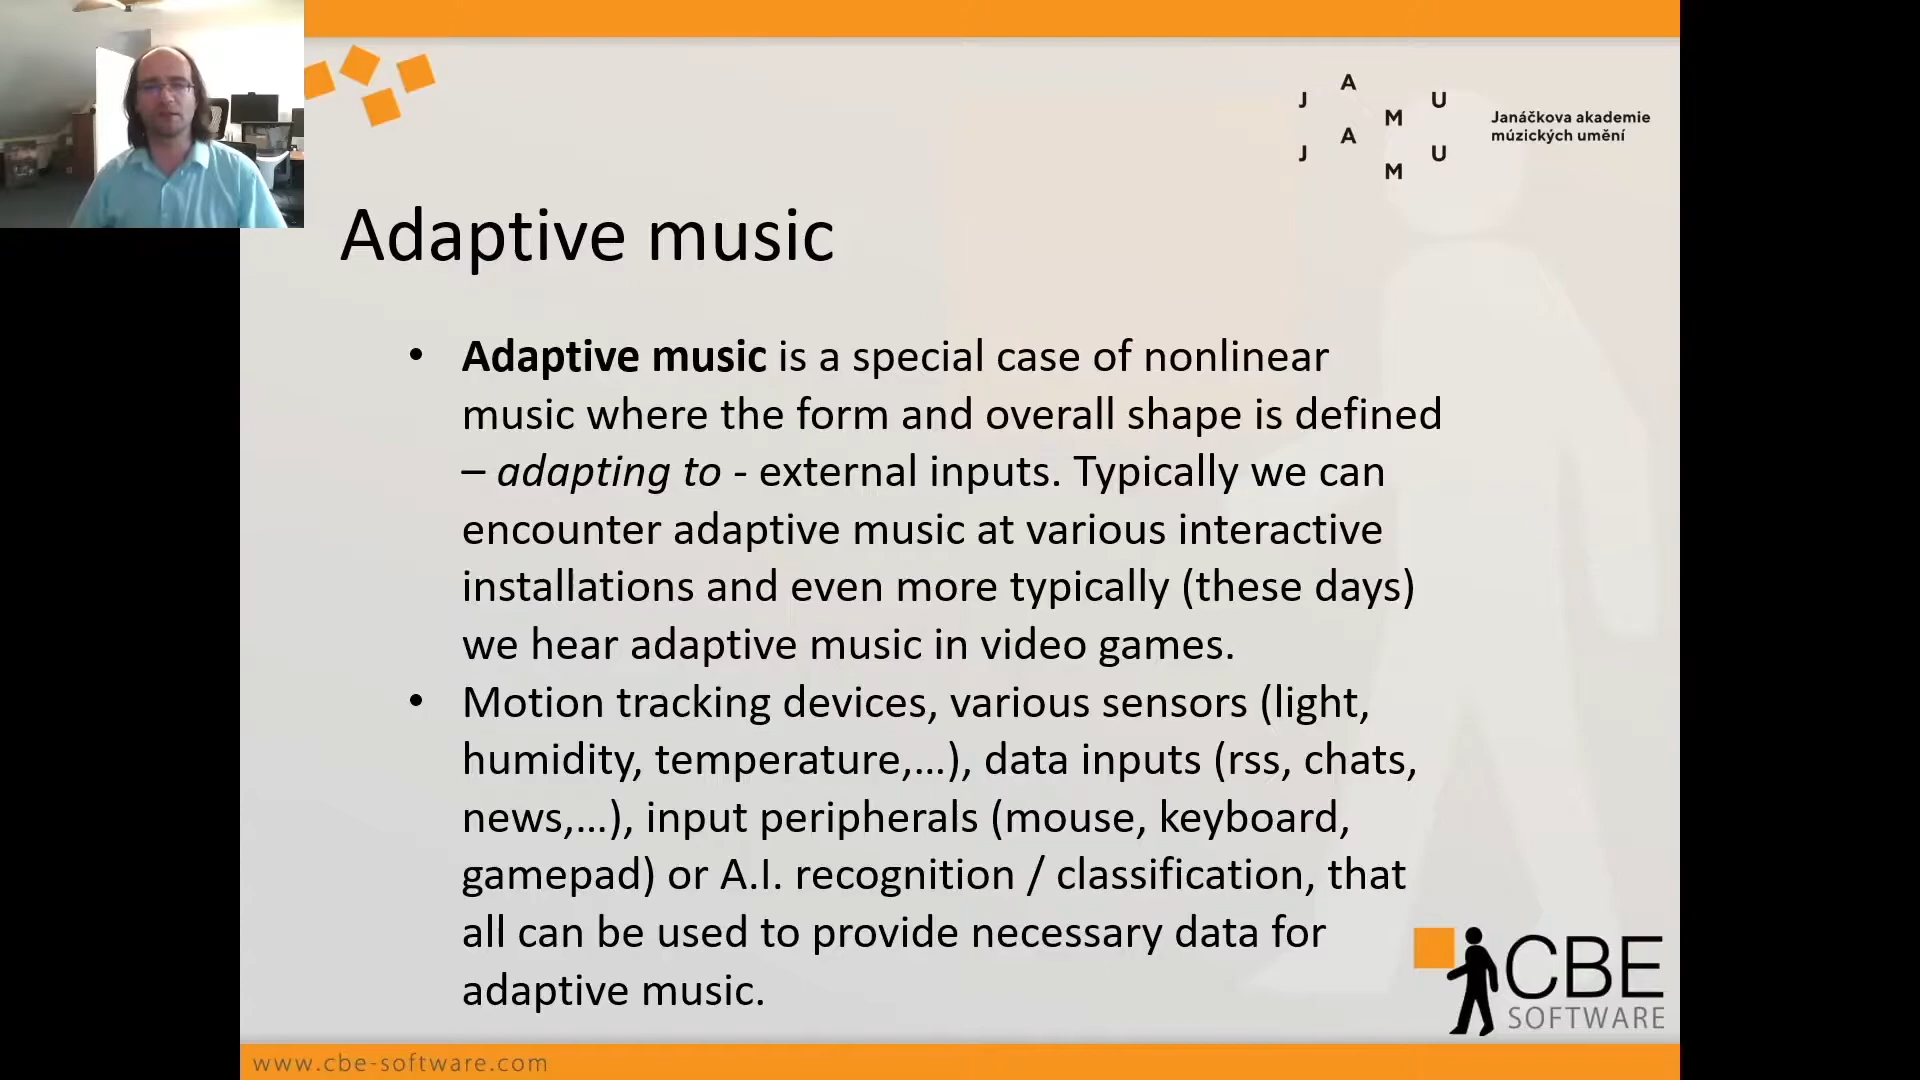 J A M U
J A M U
Janáčkova akademie
múzických umění
Adaptive music
• Adaptive music is a special case of nonlinear
music where the form and overall shape is defined
– adapting to - external inputs. Typically we can
encounter adaptive music at various interactive
installations and even more typically (these days)
we hear adaptive music in video games.
• Motion tracking devices, various sensors (light,
humidity, temperature,…), data inputs (rss, chats,
news,…), input peripherals (mouse, keyboard,
gamepad) or A.I. recognition / classification, that
all can be used to provide necessary data for
adaptive music.
CBE
SOFTWARE
www.cbe-software.com